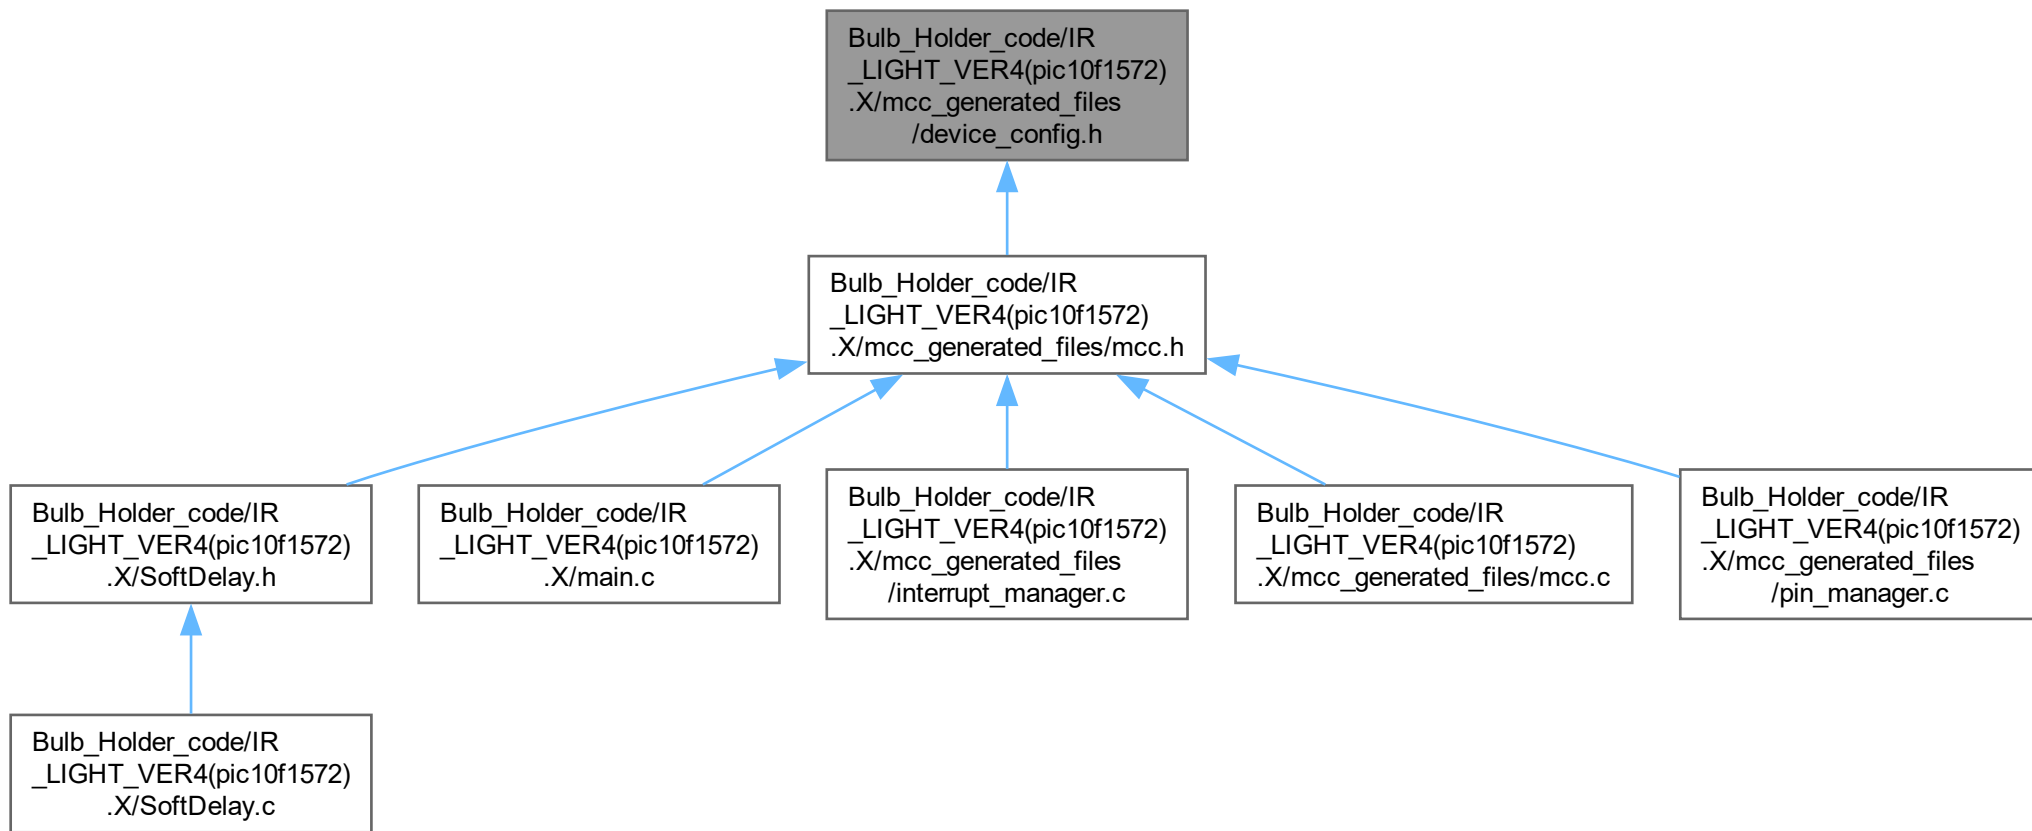 Bulb_Holder_code/IR
_LIGHT_VER4(pic10f1572)
.X/mcc_generated_files
/device_config.h
Bulb_Holder_code/IR
_LIGHT_VER4(pic10f1572)
.X/mcc_generated_files/mcc.h
Bulb_Holder_code/IR
_LIGHT_VER4(pic10f1572)
.X/SoftDelay.h
Bulb_Holder_code/IR
_LIGHT_VER4(pic10f1572)
.X/main.c
Bulb_Holder_code/IR
_LIGHT_VER4(pic10f1572)
.X/mcc_generated_files
/interrupt_manager.c
Bulb_Holder_code/IR
_LIGHT_VER4(pic10f1572)
.X/mcc_generated_files/mcc.c
Bulb_Holder_code/IR
_LIGHT_VER4(pic10f1572)
.X/mcc_generated_files
/pin_manager.c
Bulb_Holder_code/IR
_LIGHT_VER4(pic10f1572)
.X/SoftDelay.c